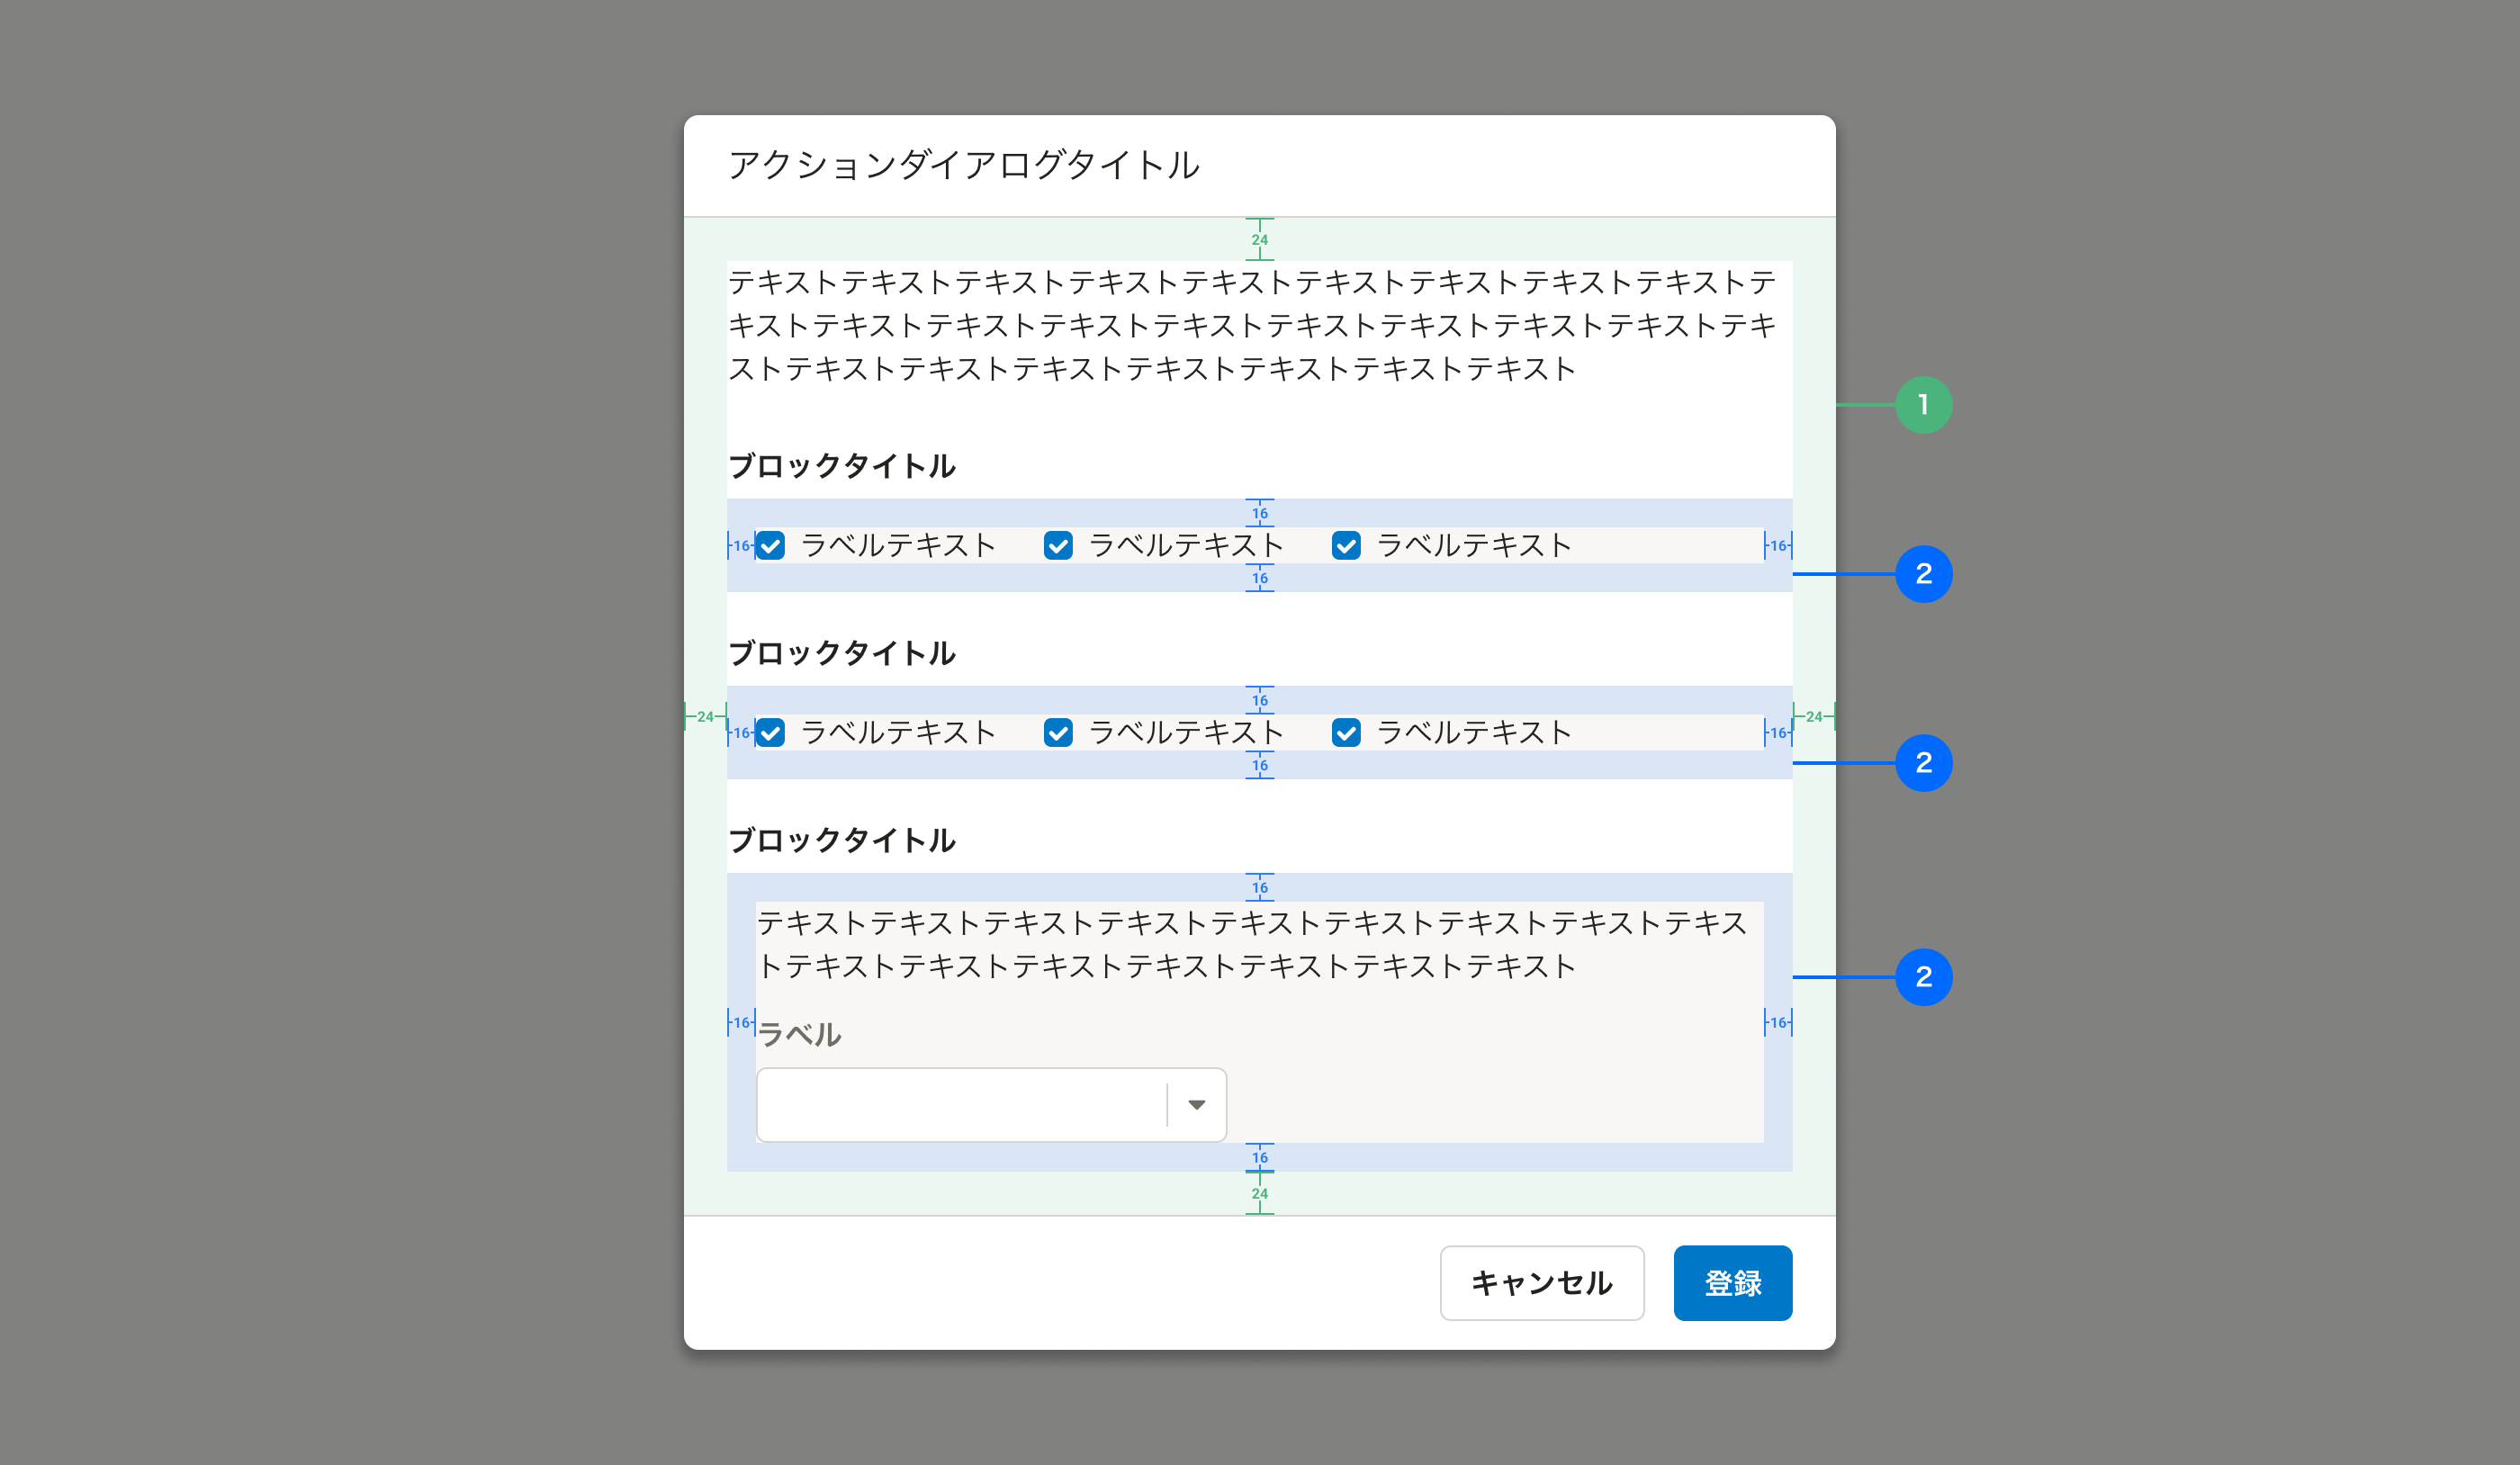 アクションダイアログタイトル
24
テキストテキストテキストテキストテキストテキストテキストテキストテキストテ
キストテキストテキストテキストテキストテキストテキストテキストテキストテキ
ストテキストテキストテキストテキストテキストテキストテキスト
1
ブロックタイトル
16
16 ラベルテキスト ラベルテキスト ラベルテキスト 16
16
2
ブロックタイトル
16
24 24
16 ラベルテキスト ラベルテキスト ラベルテキスト 16
16
2
ブロックタイトル
16
テキストテキストテキストテキストテキストテキストテキストテキストテキス
トテキストテキストテキストテキストテキストテキストテキスト
2
16 ラベル 16
16
24
キャンセル 登録